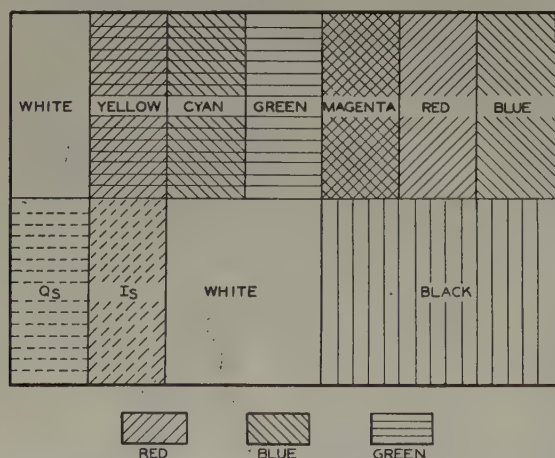 WHITE YELLOW CYAN GREEN MAGENTA RED BLUE
QS IS WHITE BLACK
RED BLUE GREEN